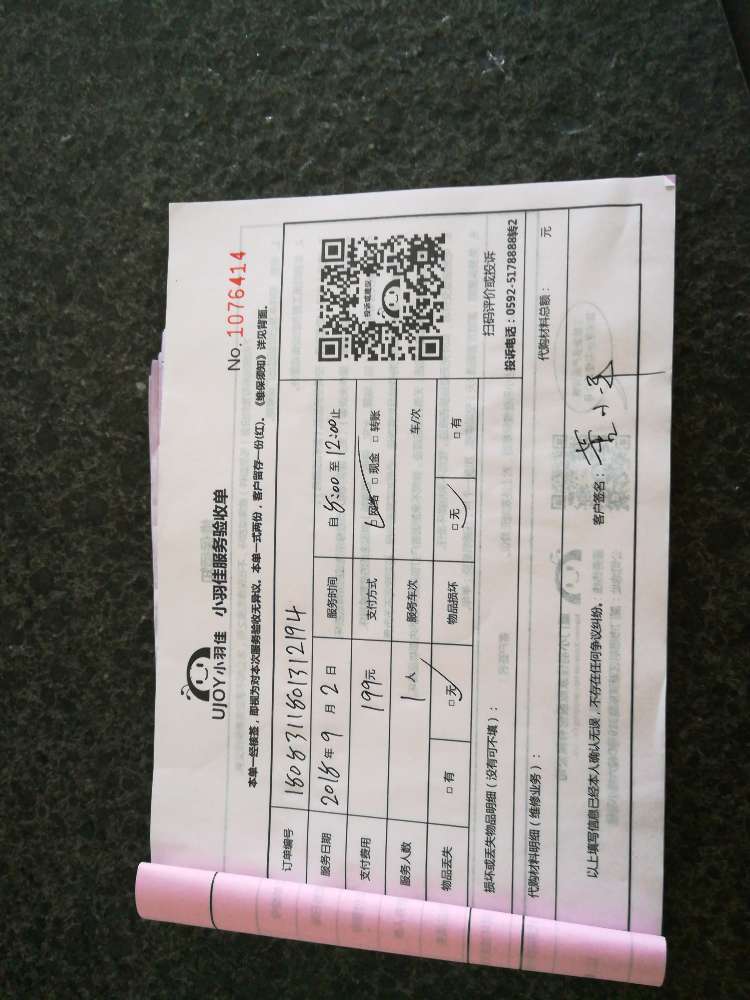 UJOY小羽佳 小羽佳服务验收单
No. 1076414
本单一经核签，即视为对本次服务验收无异议。本单一式两份，客户留存一份(红)。《维保须知》详见背面。
订单编号 1808311801312194
服务日期 2018年9月2日 服务时间 自8:00至12:00止
支付费用 199元 支付方式 □网络 □现金 □转账
服务人数 1人 服务车次 车/次
物品丢失 □有 □无 物品损坏 □无 □有
投诉或建议
扫码评价或投诉
投诉电话：0592-5178888转2
损坏或丢失物品明细（没有可不填）：
代购材料明细（维修业务）： 代购材料总额： 元
以上填写信息已经本人确认无误，不存在任何争议纠纷。 客户签名：